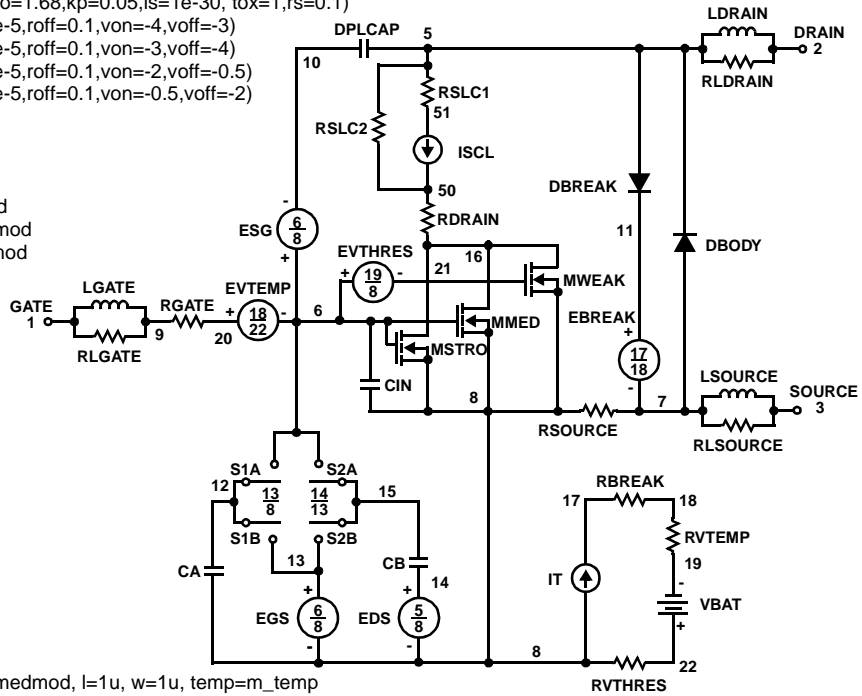 o=1.68,kp=0.05,is=1e-30, tox=1,rs=0.1)
e-5,roff=0.1,von=-4,voff=-3)
e-5,roff=0.1,von=-3,voff=-4)
e-5,roff=0.1,von=-2,voff=-0.5)
e-5,roff=0.1,von=-0.5,voff=-2)
d
mod
nod
LDRAIN
DPLCAP
5
DRAIN
2
10
RLDRAIN
RSLC1
51
RSLC2
ISCL
50
DBREAK
RDRAIN
ESG
6
8
-
+
11
DBODY
EVTHRES
16
21
+
19
8
-
MWEAK
LGATE
EVTEMP
GATE
1
RGATE
+
18
22
-
6
EBREAK
+
MMED
9
20
MSTRO
17
18
-
RLGATE
LSOURCE
CIN
SOURCE
3
8
7
RSOURCE
RLSOURCE
S1A
S2A
12
13
8
14
13
15
RBREAK
17
18
S1B
S2B
RVTEMP
13
CB
19
CA
14
IT
-
VBAT
+
+
EGS
6
8
-
+
EDS
5
8
-
8
22
RVTHRES
medmod, l=1u, w=1u, temp=m_temp